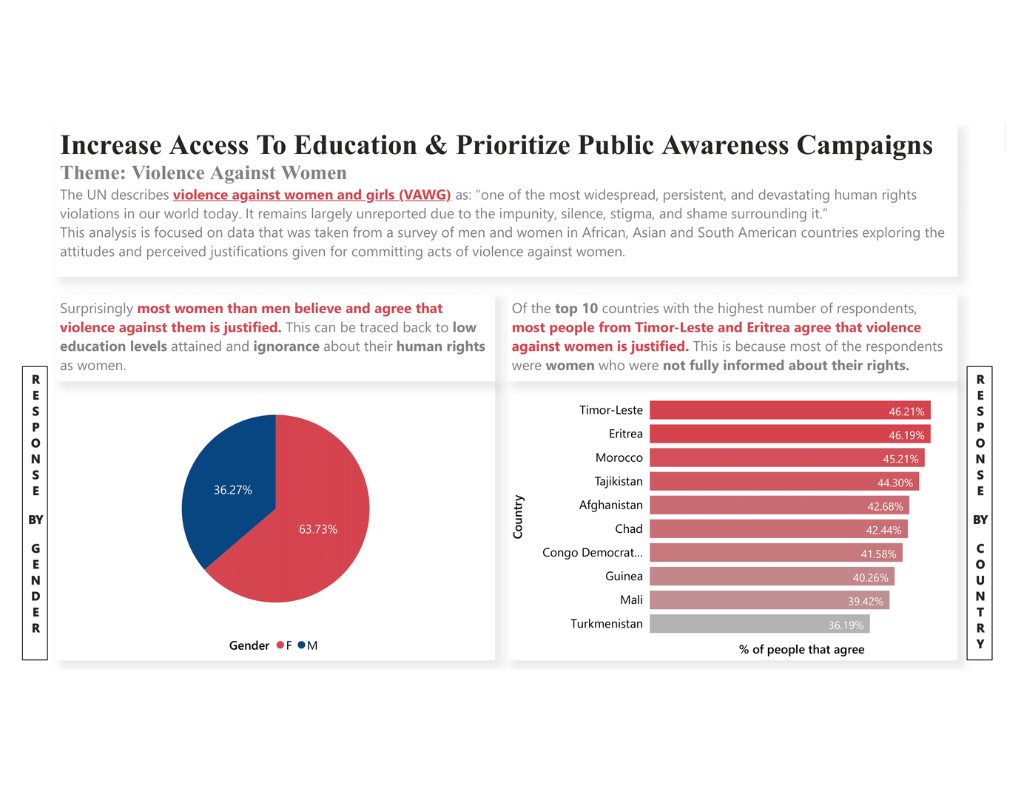 Increase Access To Education & Prioritize Public Awareness Campaigns
Theme: Violence Against Women
The UN describes violence against women and girls (VAWG) as: “one of the most widespread, persistent, and devastating human rights
violations in our world today. It remains largely unreported due to the impunity, silence, stigma, and shame surrounding it.”
This analysis is focused on data that was taken from a survey of men and women in African, Asian and South American countries exploring the
attitudes and perceived justifications given for committing acts of violence against women.
Surprisingly most women than men believe and agree that
violence against them is justified. This can be traced back to low
education levels attained and ignorance about their human rights
as women.
RESPONSE BY GENDER
36.27%
63.73%
Gender F M
Of the top 10 countries with the highest number of respondents,
most people from Timor-Leste and Eritrea agree that violence
against women is justified. This is because most of the respondents
were women who were not fully informed about their rights.
Country
Timor-Leste 46.21%
Eritrea 46.19%
Morocco 45.21%
Tajikistan 44.30%
Afghanistan 42.68%
Chad 42.44%
Congo Democrat... 41.58%
Guinea 40.26%
Mali 39.42%
Turkmenistan 36.19%
% of people that agree
RESPONSE BY COUNTRY